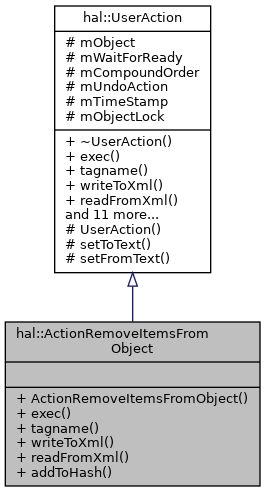 hal::UserAction
# mObject
# mWaitForReady
# mCompoundOrder
# mUndoAction
# mTimeStamp
# mObjectLock
+ ~UserAction()
+ exec()
+ tagname()
+ writeToXml()
+ readFromXml()
and 11 more...
# UserAction()
# setToText()
# setFromText()
hal::ActionRemoveItemsFrom
Object
+ ActionRemoveItemsFromObject()
+ exec()
+ tagname()
+ writeToXml()
+ readFromXml()
+ addToHash()